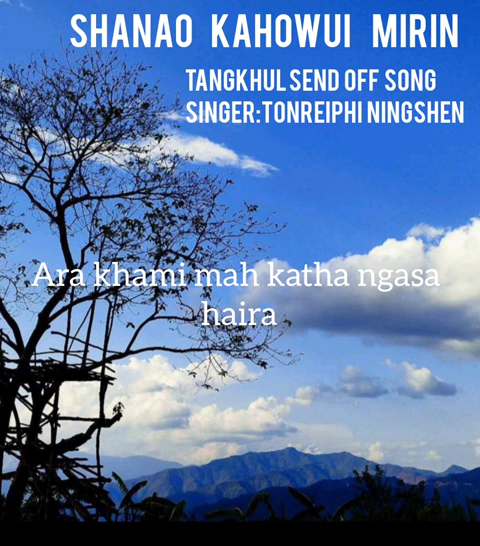 SHANAO KAHOWUI MIRIN
TANGKHUL SEND OFF SONG
SINGER:TONREIPHI NINGSHEN
Ara khami mah katha ngasa
haira